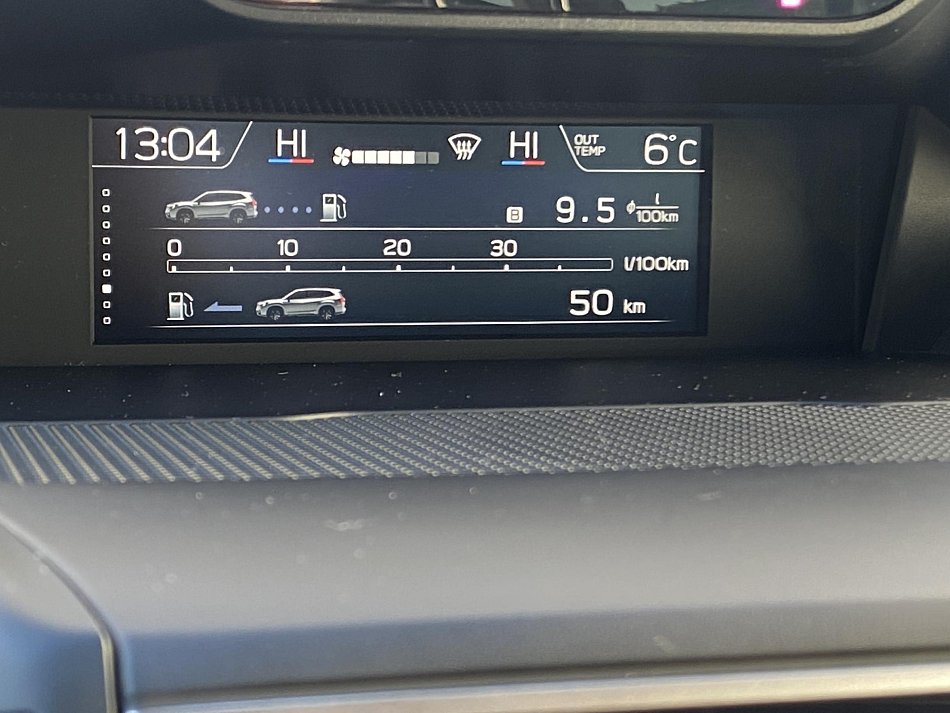 13:04 HI HI OUT TEMP 6°C
B 9.5 ø l/100km
0 10 20 30
l/100km
50 km